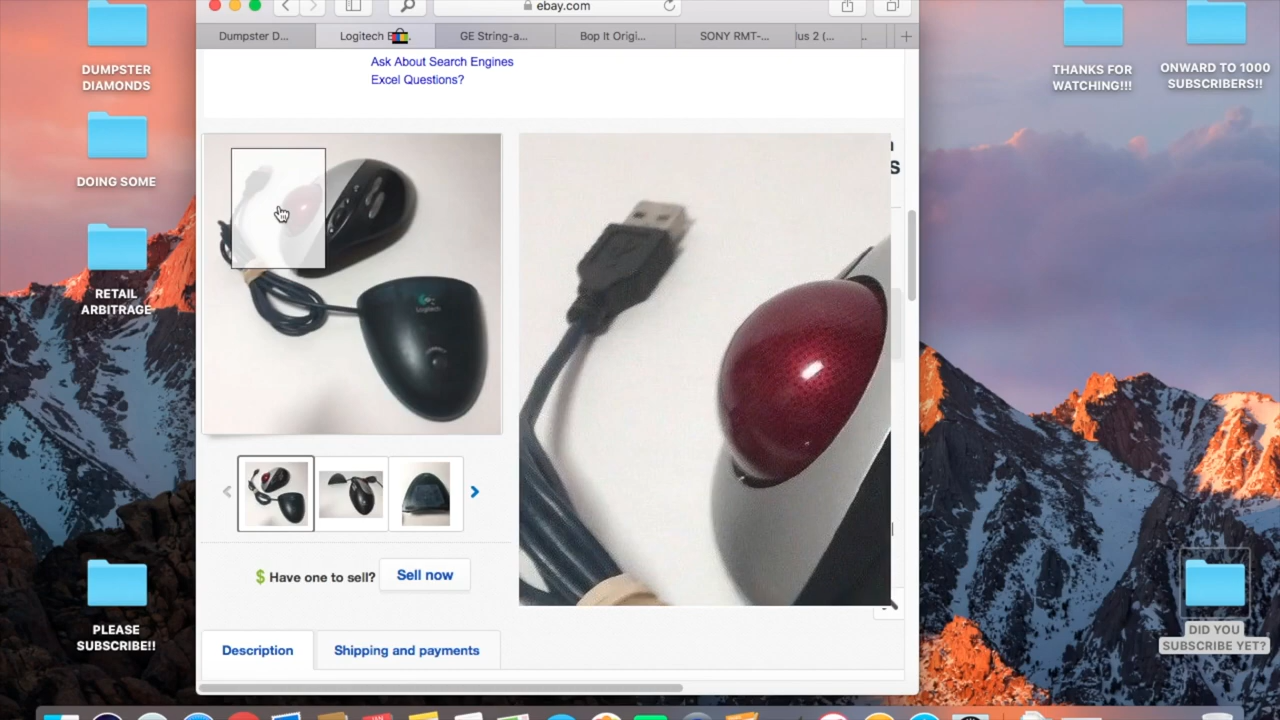 ebay.com
Dumpster D...
Logitech
GE String-a...
Bop It Origi...
SONY RMT-...
lus 2 (...
Ask About Search Engines
Excel Questions?
DUMPSTER
DIAMONDS
DOING SOME
RETAIL
ARBITRAGE
PLEASE
SUBSCRIBE!!
THANKS FOR
WATCHING!!!
ONWARD TO 1000
SUBSCRIBERS!!
DID YOU
SUBSCRIBE YET?
Logitech
$ Have one to sell?
Sell now
Description
Shipping and payments